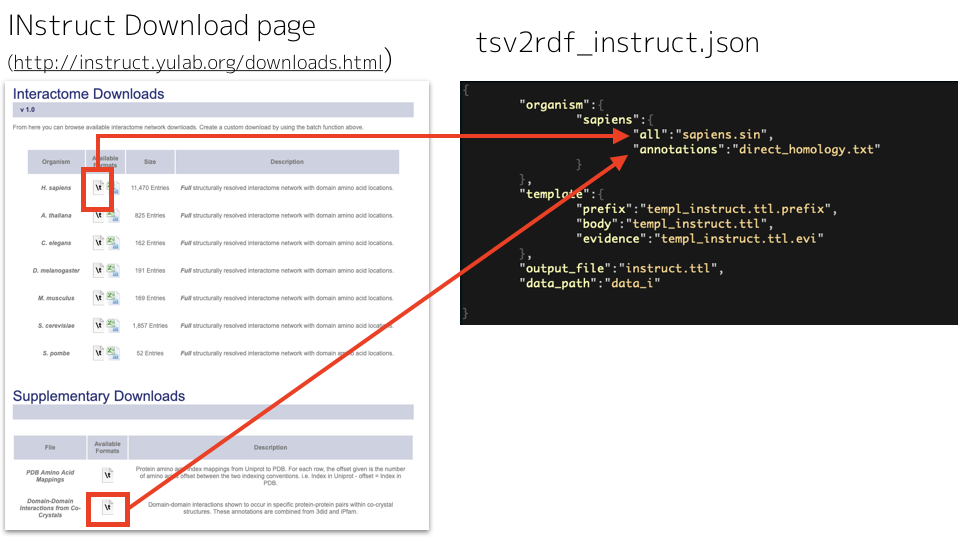 INstruct Download page
(http://instruct.yulab.org/downloads.html)
tsv2rdf_instruct.json
Interactome Downloads
v 1.0
From here you can browse available interactome network downloads. Create a custom download by using the batch function above.
Organism Available Formats Size Description
H. sapiens \t 11,470 Entries Full structurally resolved interactome network with domain amino acid locations.
A. thaliana \t 825 Entries Full structurally resolved interactome network with domain amino acid locations.
C. elegans \t 162 Entries Full structurally resolved interactome network with domain amino acid locations.
D. melanogaster \t 191 Entries Full structurally resolved interactome network with domain amino acid locations.
M. musculus \t 169 Entries Full structurally resolved interactome network with domain amino acid locations.
S. cerevisiae \t 1,857 Entries Full structurally resolved interactome network with domain amino acid locations.
S. pombe \t 52 Entries Full structurally resolved interactome network with domain amino acid locations.
Supplementary Downloads
File Available Formats Description
PDB Amino Acid
Mappings
\t
Protein amino acid index mappings from Uniprot to PDB. For each row, the offset given is the number
of amino acids offset between the two indexing conventions. i.e. Index in Uniprot - offset = Index in
PDB.
Domain-Domain
Interactions from Co-
Crystals
\t
Domain-domain interactions shown to occur in specific protein-protein pairs within co-crystal
structures. These annotations are combined from 3did and iPfam.
{
"organism":{
"sapiens":{
"all":"sapiens.sin",
"annotations":"direct_homology.txt"
}
},
"template":{
"prefix":"templ_instruct.ttl.prefix",
"body":"templ_instruct.ttl",
"evidence":"templ_instruct.ttl.evi"
},
"output_file":"instruct.ttl",
"data_path":"data_i"
}